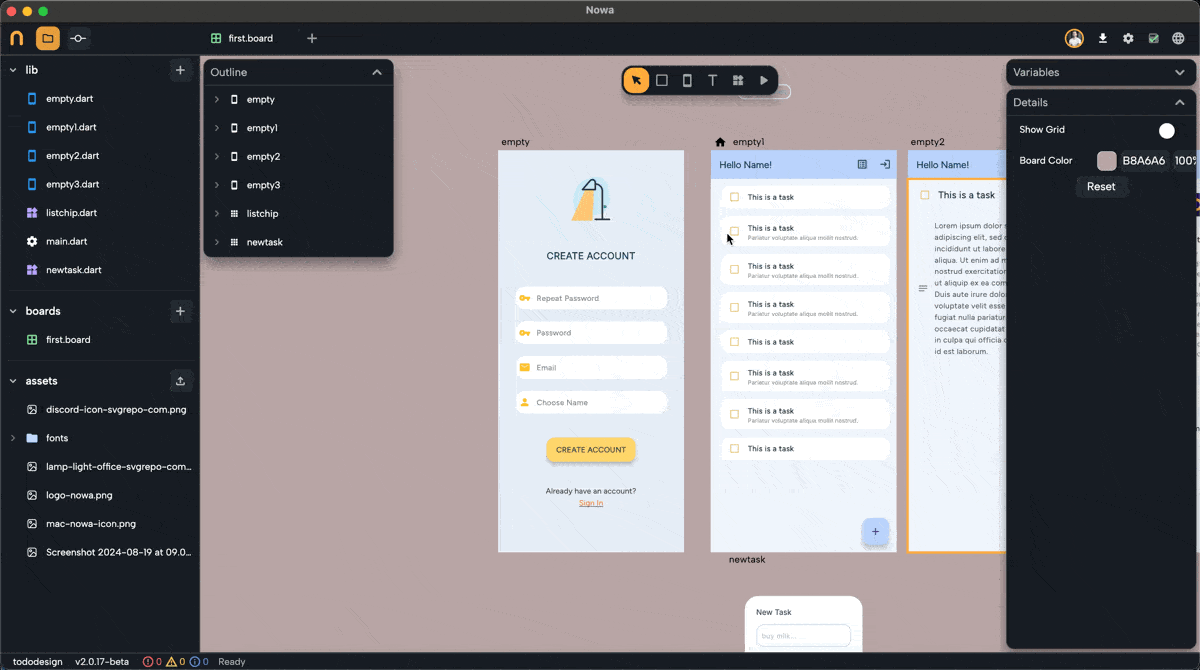 Nowa
first.board
lib
empty.dart
empty1.dart
empty2.dart
empty3.dart
listchip.dart
main.dart
newtask.dart
boards
first.board
assets
discord-icon-svgrepo-com.png
fonts
lamp-light-office-svgrepo-com...
logo-nowa.png
mac-nowa-icon.png
Screenshot 2024-08-19 at 09.0...
Outline
empty
empty1
empty2
empty3
listchip
newtask
empty
CREATE ACCOUNT
Repeat Password
Password
Email
Choose Name
CREATE ACCOUNT
Already have an account?
Sign In
empty1
Hello Name!
This is a task
This is a task
Pariatur voluptate aliqua mollit nostrud.
This is a task
Pariatur voluptate aliqua mollit nostrud.
This is a task
Pariatur voluptate aliqua mollit nostrud.
This is a task
This is a task
Pariatur voluptate aliqua mollit nostrud.
This is a task
Pariatur voluptate aliqua mollit nostrud.
This is a task
+
newtask
New Task
buy milk...
empty2
Hello Name!
This is a task
Lorem ipsum dolor s
adipiscing elit, sed d
incididunt ut labore
aliqua. Ut enim ad m
nostrud exercitation
ut aliquip ex ea com
Duis aute irure dolo
voluptate velit esse
fugiat nulla pariatur
occaecat cupidatat
in culpa qui officia d
id est laborum.
Variables
Details
Show Grid
Board Color B8A6A6 100%
Reset
tododesign v2.0.17-beta 0 0 0 Ready